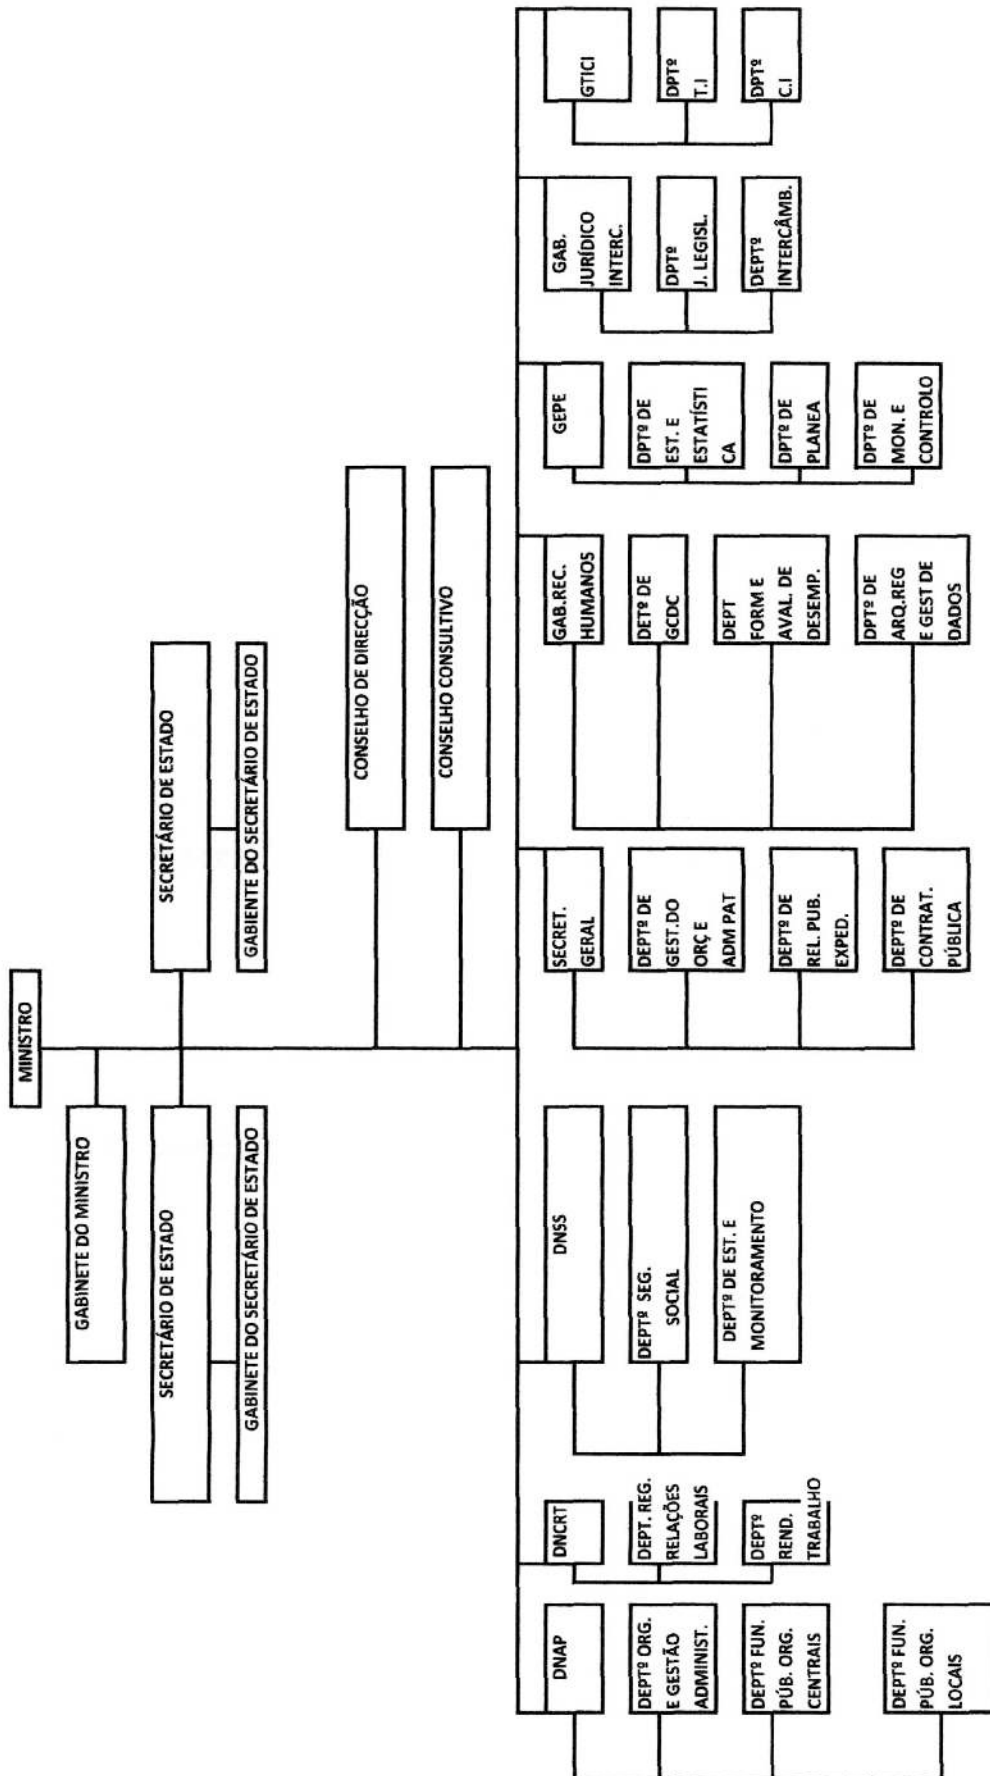 MINISTRO
GABINETE DO MINISTRO
SECRETÁRIO DE ESTADO
GABINETE DO SECRETÁRIO DE ESTADO
SECRETÁRIO DE ESTADO
GABIENTE DO SECRETÁRIO DE ESTADO
CONSELHO DE DIRECÇÃO
CONSELHO CONSULTIVO
DNAP
DEPTº ORG.
E GESTÃO
ADMINIST.
DEPTº FUN.
PÚB. ORG.
CENTRAIS
DEPTº FUN.
PÚB. ORG.
LOCAIS
DNCRT
DEPT. REG.
RELAÇÕES
LABORAIS
DEPTº
REND.
TRABALHO
DNSS
DEPTº SEG.
SOCIAL
DEPTº DE EST. E
MONITORAMENTO
SECRET.
GERAL
DEPTº DE
GEST.DO
ORÇ E
ADM PAT
DEPTº DE
REL. PUB.
EXPED.
DEPTº DE
CONTRAT.
PÚBLICA
GAB.REC.
HUMANOS
DETº DE
GCDC
DEPT
FORM E
AVAL. DE
DESEMP.
DPTº DE
ARQ.REG
E GEST DE
DADOS
GEPE
DPTº DE
EST. E
ESTATÍSTI
CA
DPTº DE
PLANEA
DPTº DE
MON. E
CONTROLO
GAB.
JURÍDICO
INTERC.
DPTº
J. LEGISL.
DEPTº
INTERCÂMB.
GTICI
DPTº
T.I
DPTº
C.I